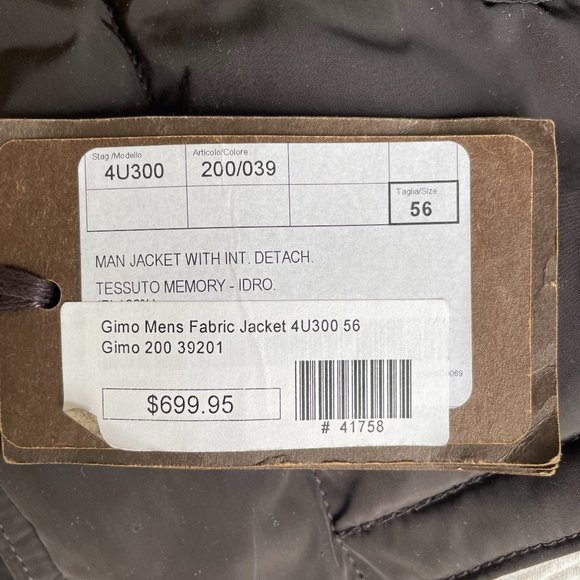 Stag./Modello Articolo/Colore
4U300 200/039
Taglia/Size
56
MAN JACKET WITH INT. DETACH.
TESSUTO MEMORY - IDRO.
Gimo Mens Fabric Jacket 4U300 56
Gimo 200 39201
$699.95
# 41758